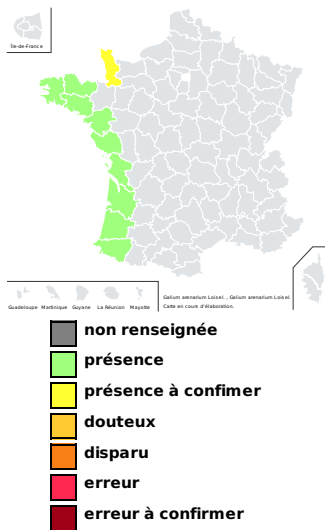 Île-de-France
Guadeloupe Martinique Guyane La Réunion Mayotte
Galium arenarium Loisel. , Galium arenarium Loisel.
Carte en cours d'élaboration.
non renseignée
présence
présence à confimer
douteux
disparu
erreur
erreur à confirmer